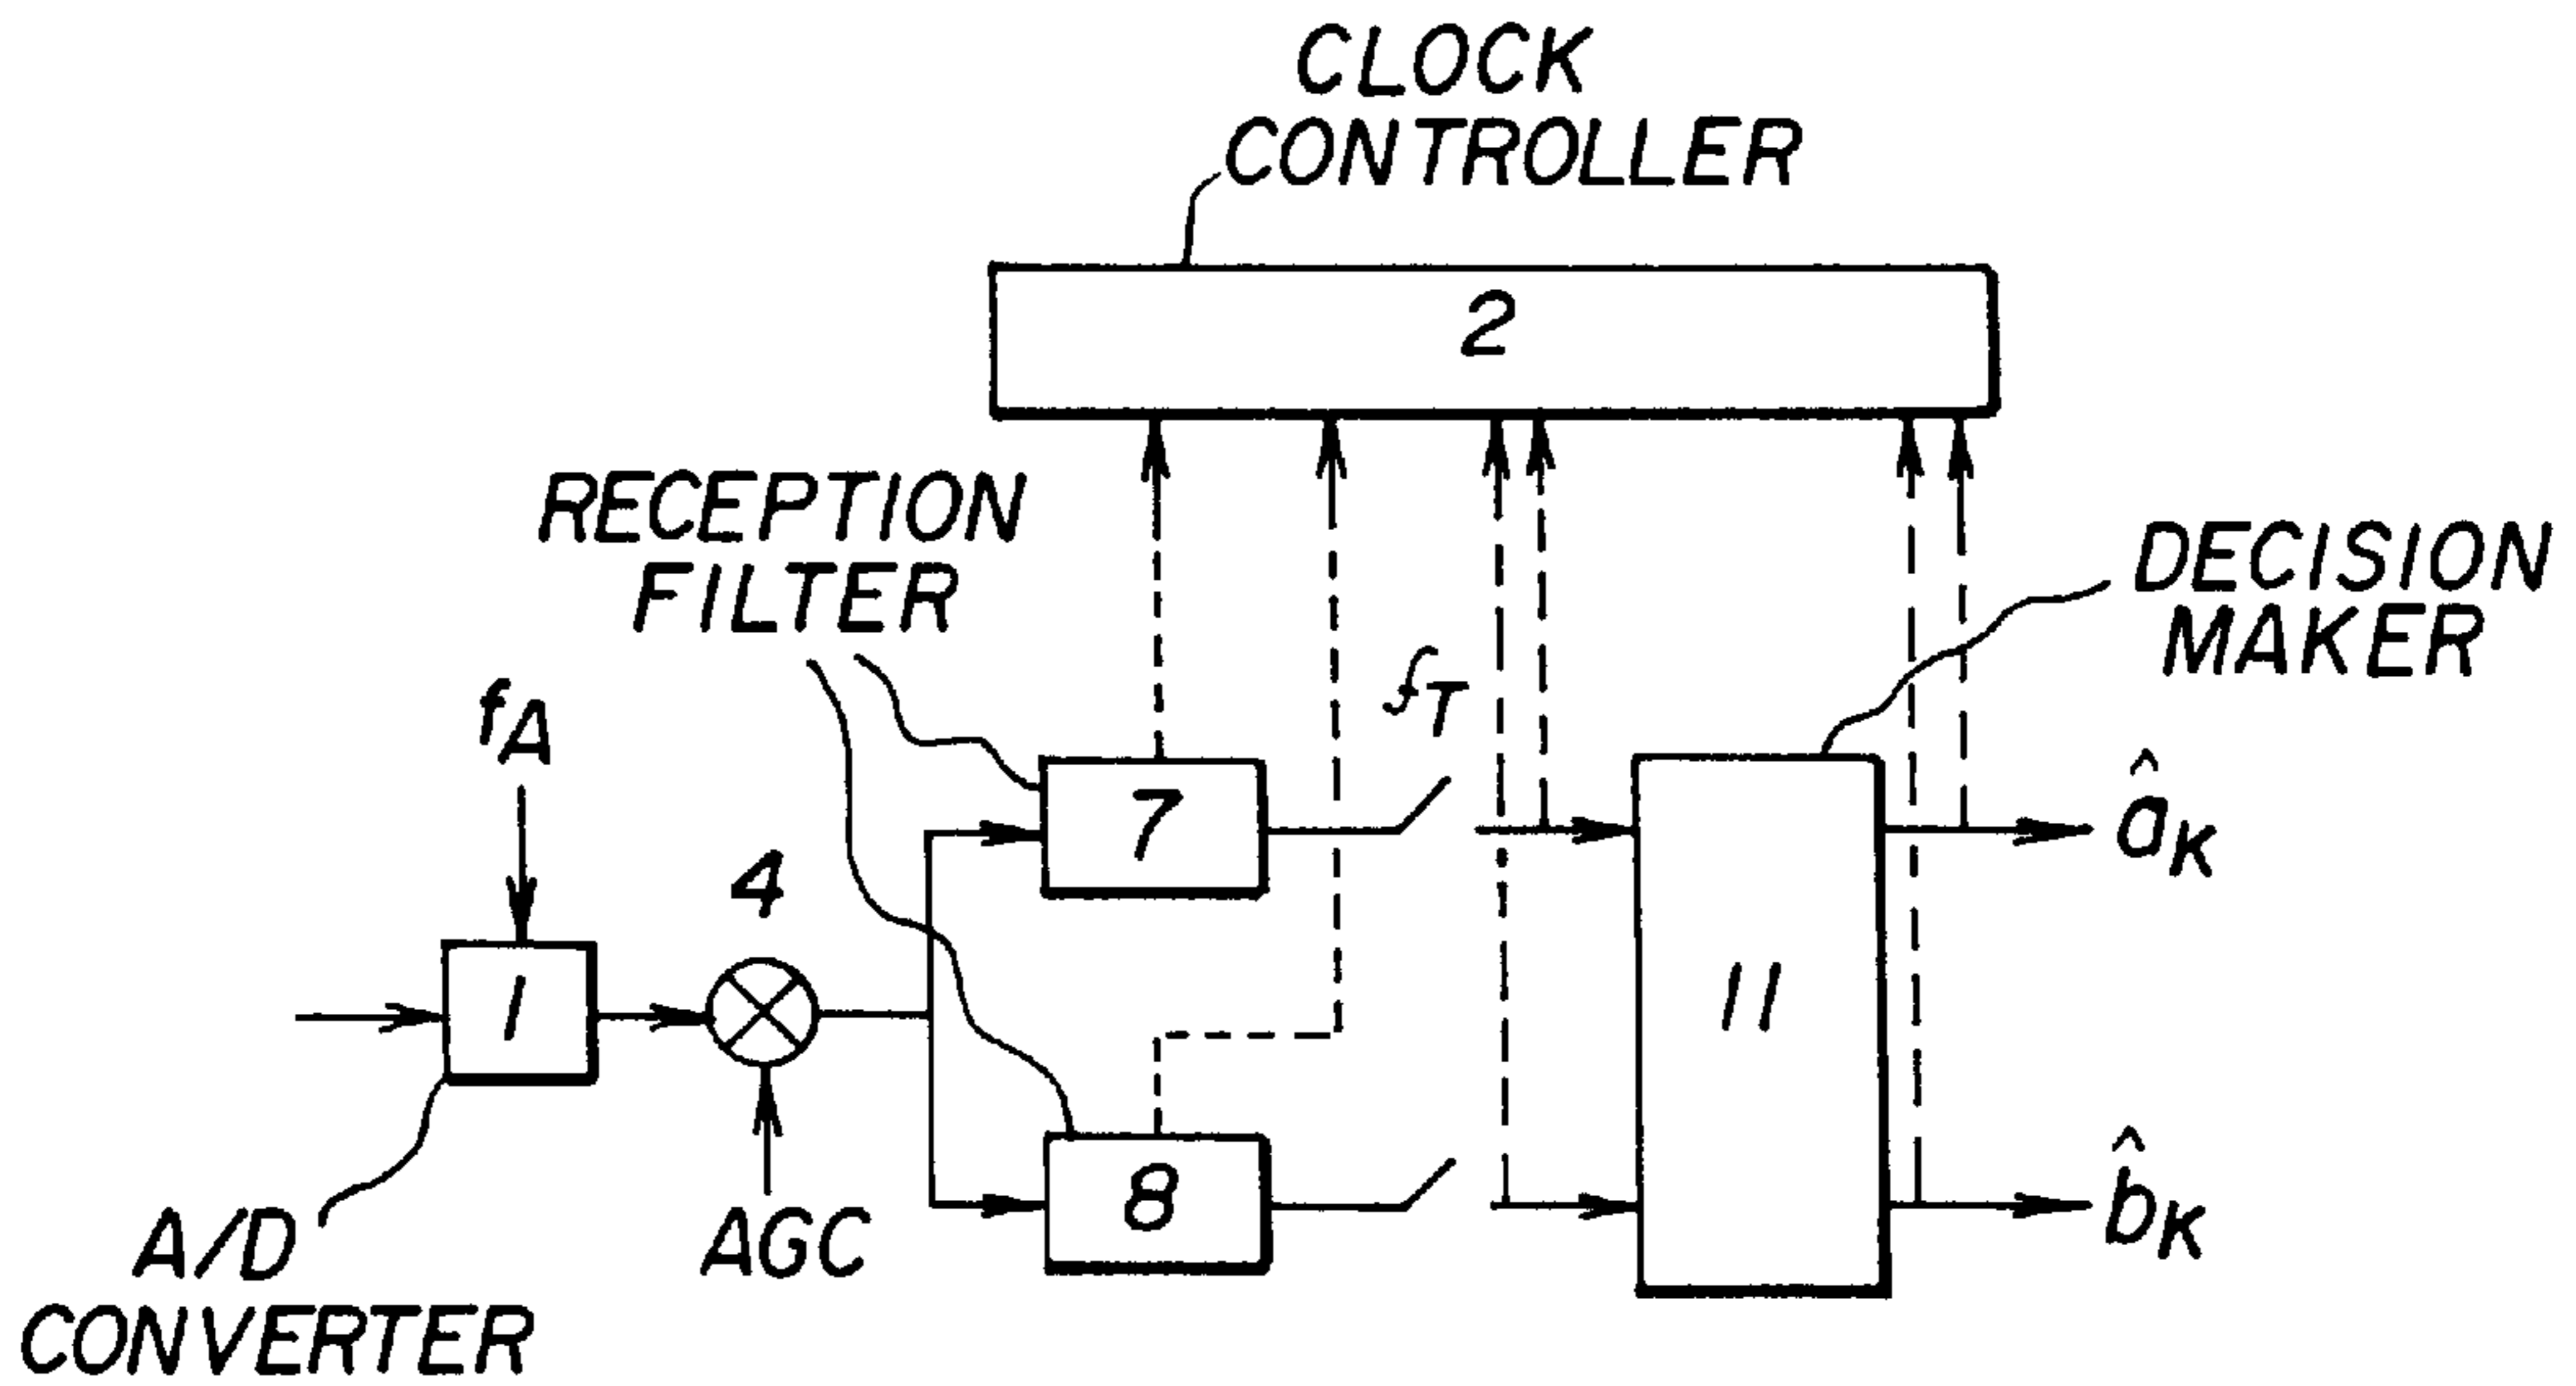 CLOCK
CONTROLLER
2
RECEPTION
FILTER
DECISION
MAKER
fT
fA
7
âK
4
1
11
8
b̂K
AGC
A/D
CONVERTER